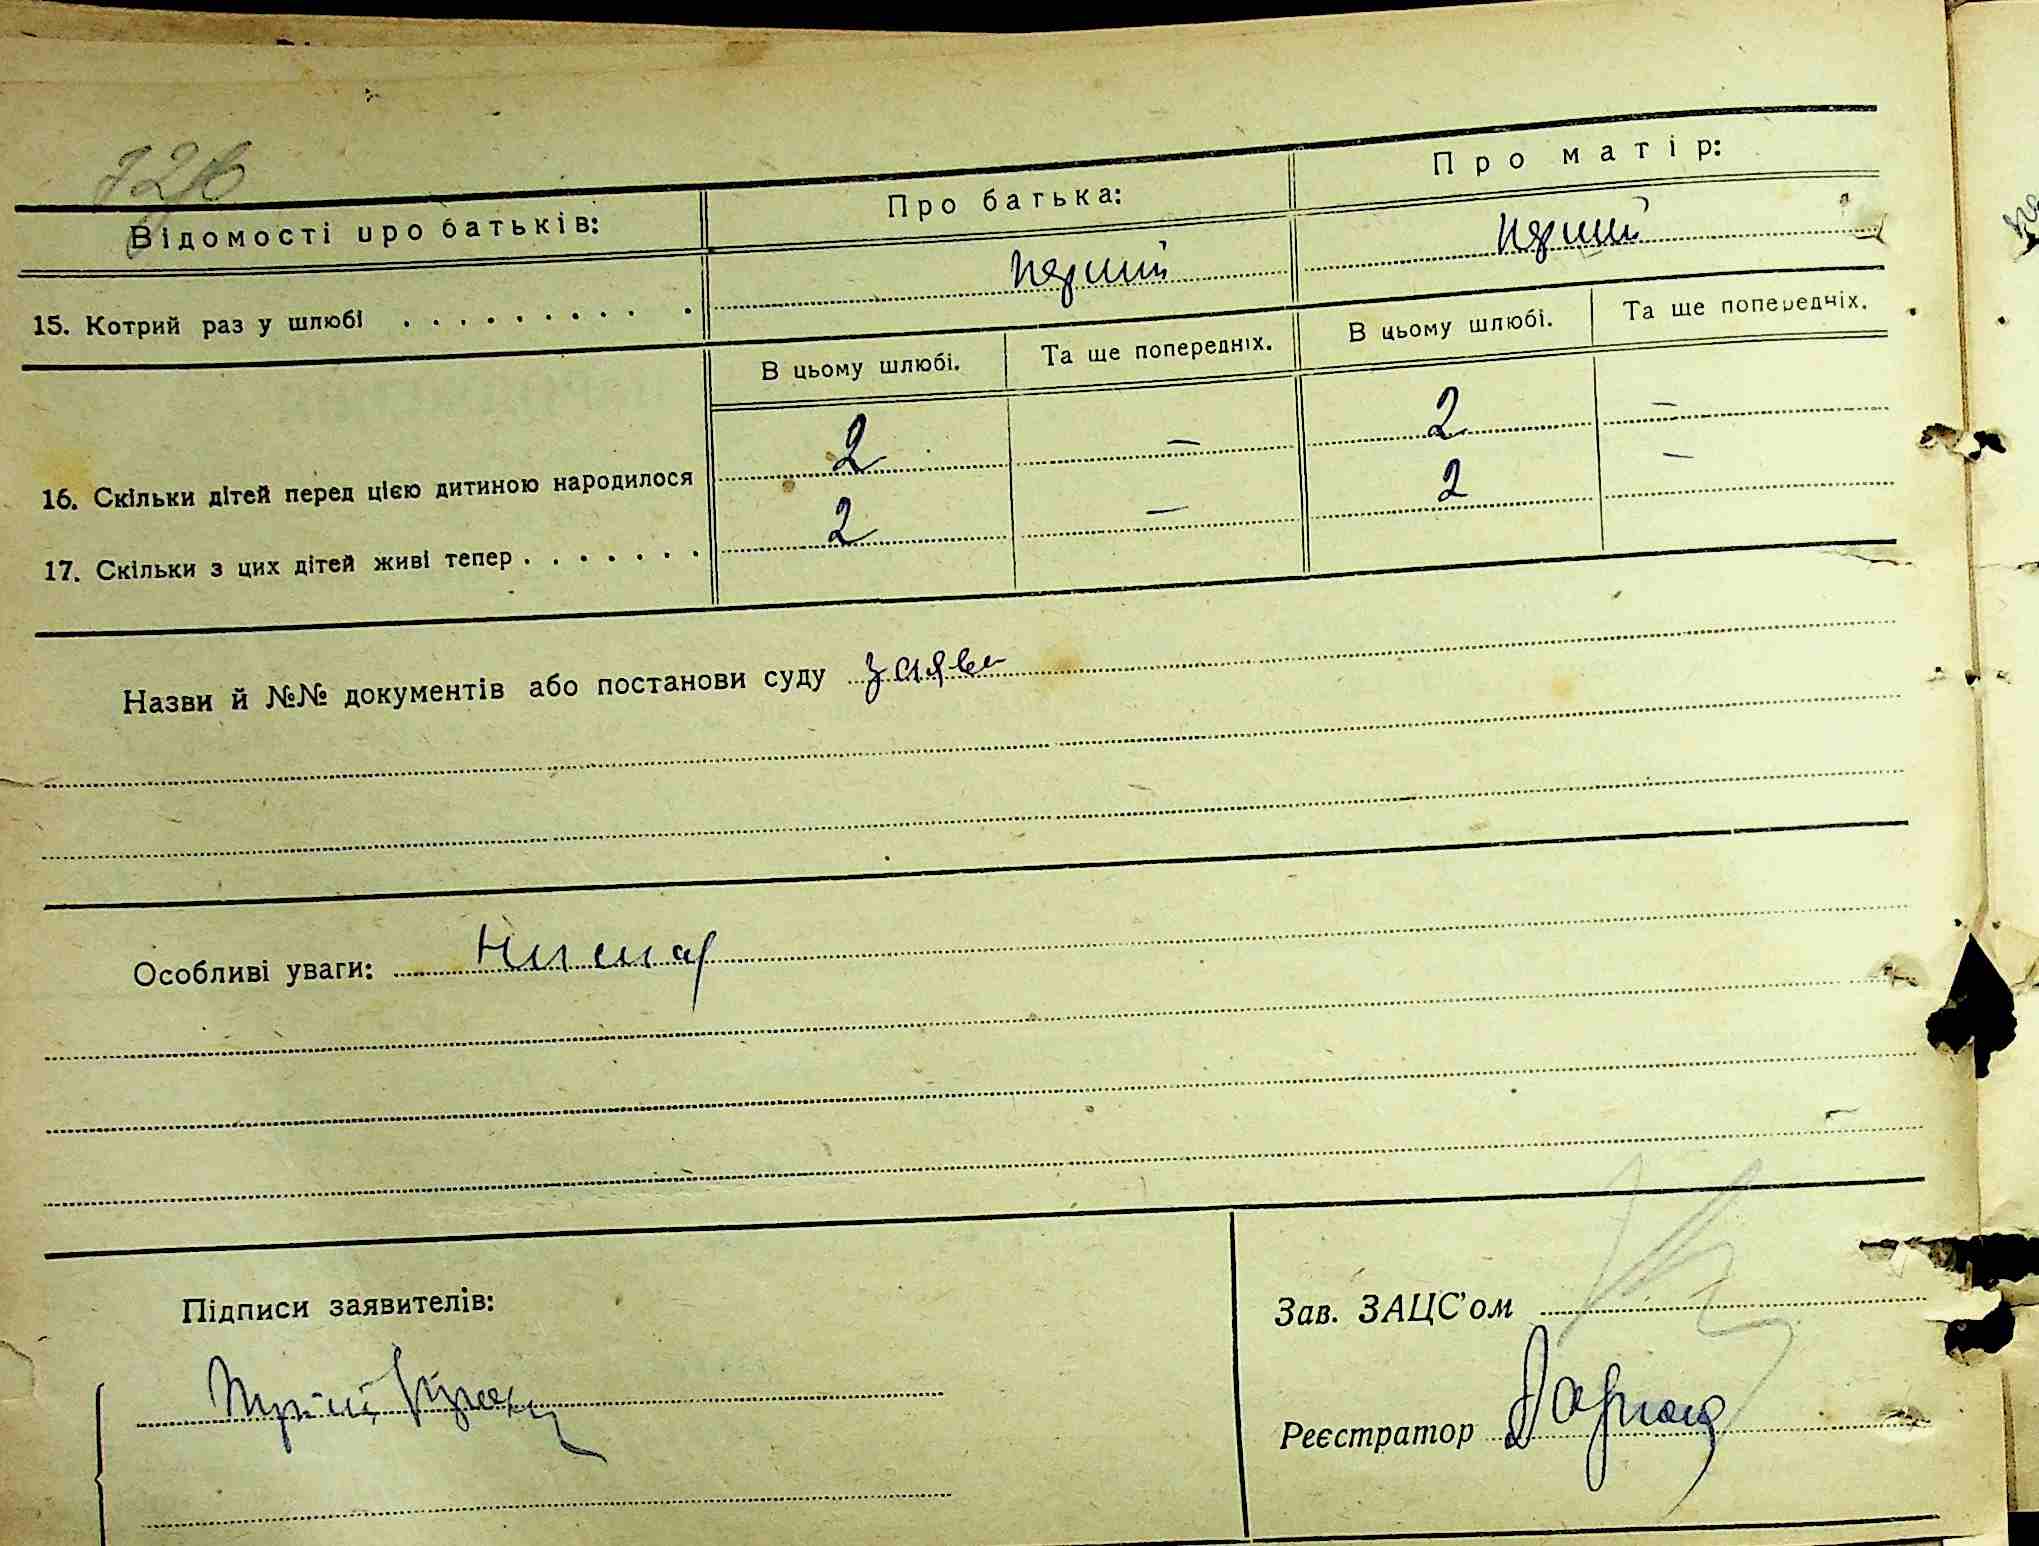 Відомості про батьків: Про батька: Про матір:
15. Котрий раз у шлюбі . . . . . . . . . . перший перший
В цьому шлюбі. Та ще попередніх. В цьому шлюбі. Та ще попередніх.
16. Скільки дітей перед цією дитиною народилося 2 – 2 –
17. Скільки з цих дітей живі тепер . . . . . . . 2 – 2 –
Назви й №№ документів або постанови суду заява
Особливі уваги: немає
Підписи заявителів:
Зав. ЗАЦС'ом
Реєстратор